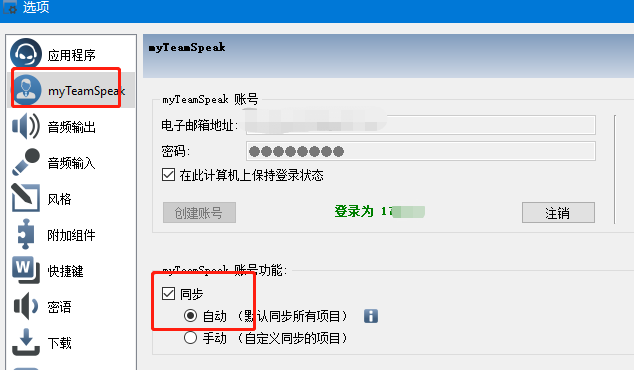 选项
应用程序
myTeamSpeak
音频输出
音频输入
风格
附加组件
快捷键
密语
下载
myTeamSpeak
myTeamSpeak 账号
电子邮箱地址:
密码: ●●●●●●●●
在此计算机上保持登录状态
创建账号
登录为 1
注销
myTeamSpeak 账号功能:
同步
自动 (默认同步所有项目)
手动 (自定义同步的项目)